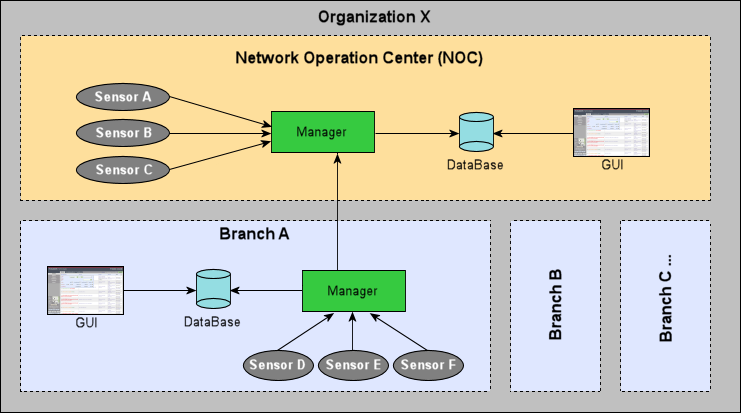 Organization X
Network Operation Center (NOC)
Sensor A
Sensor B
Sensor C
Manager
DataBase
GUI
Branch A
GUI
DataBase
Manager
Sensor D
Sensor E
Sensor F
Branch B
Branch C ...